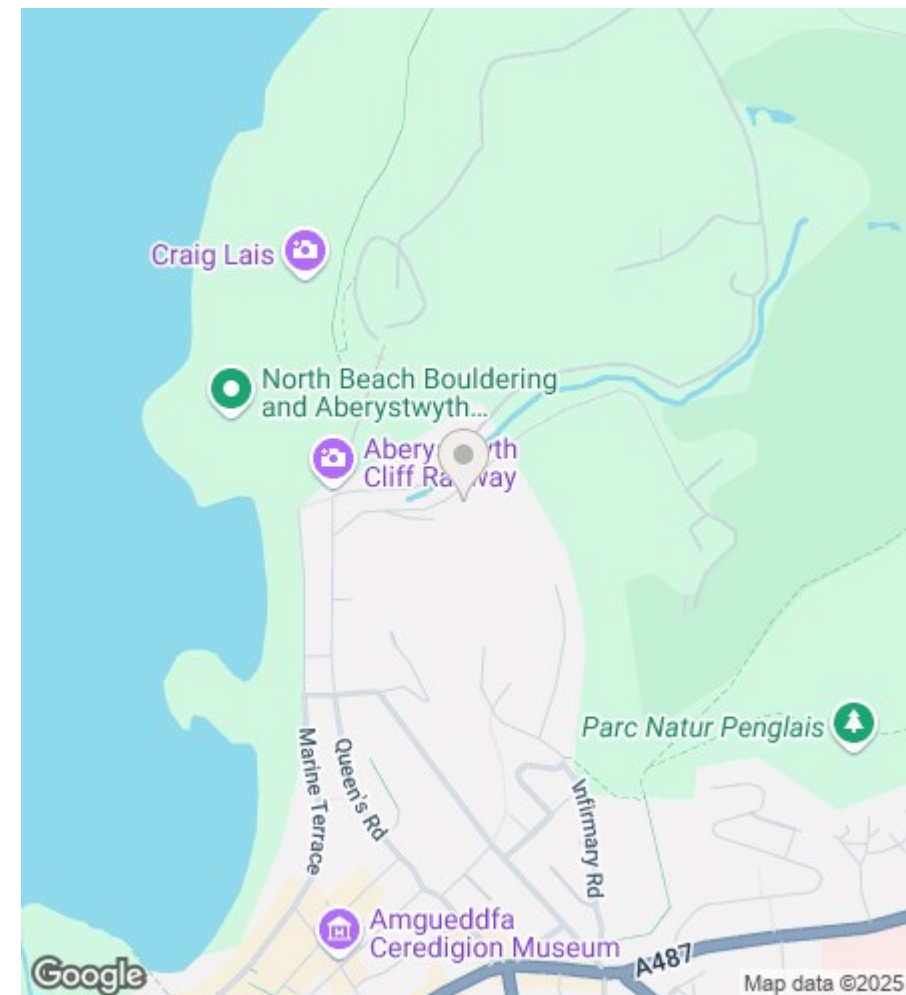 Craig Lais
North Beach Bouldering
and Aberystwyth...
Aberystwyth
Cliff Railway
Parc Natur Penglais
Marine Terrace
Queen's Rd
Infirmary Rd
Amgueddfa
Ceredigion Museum
A487
Google
Map data ©2025